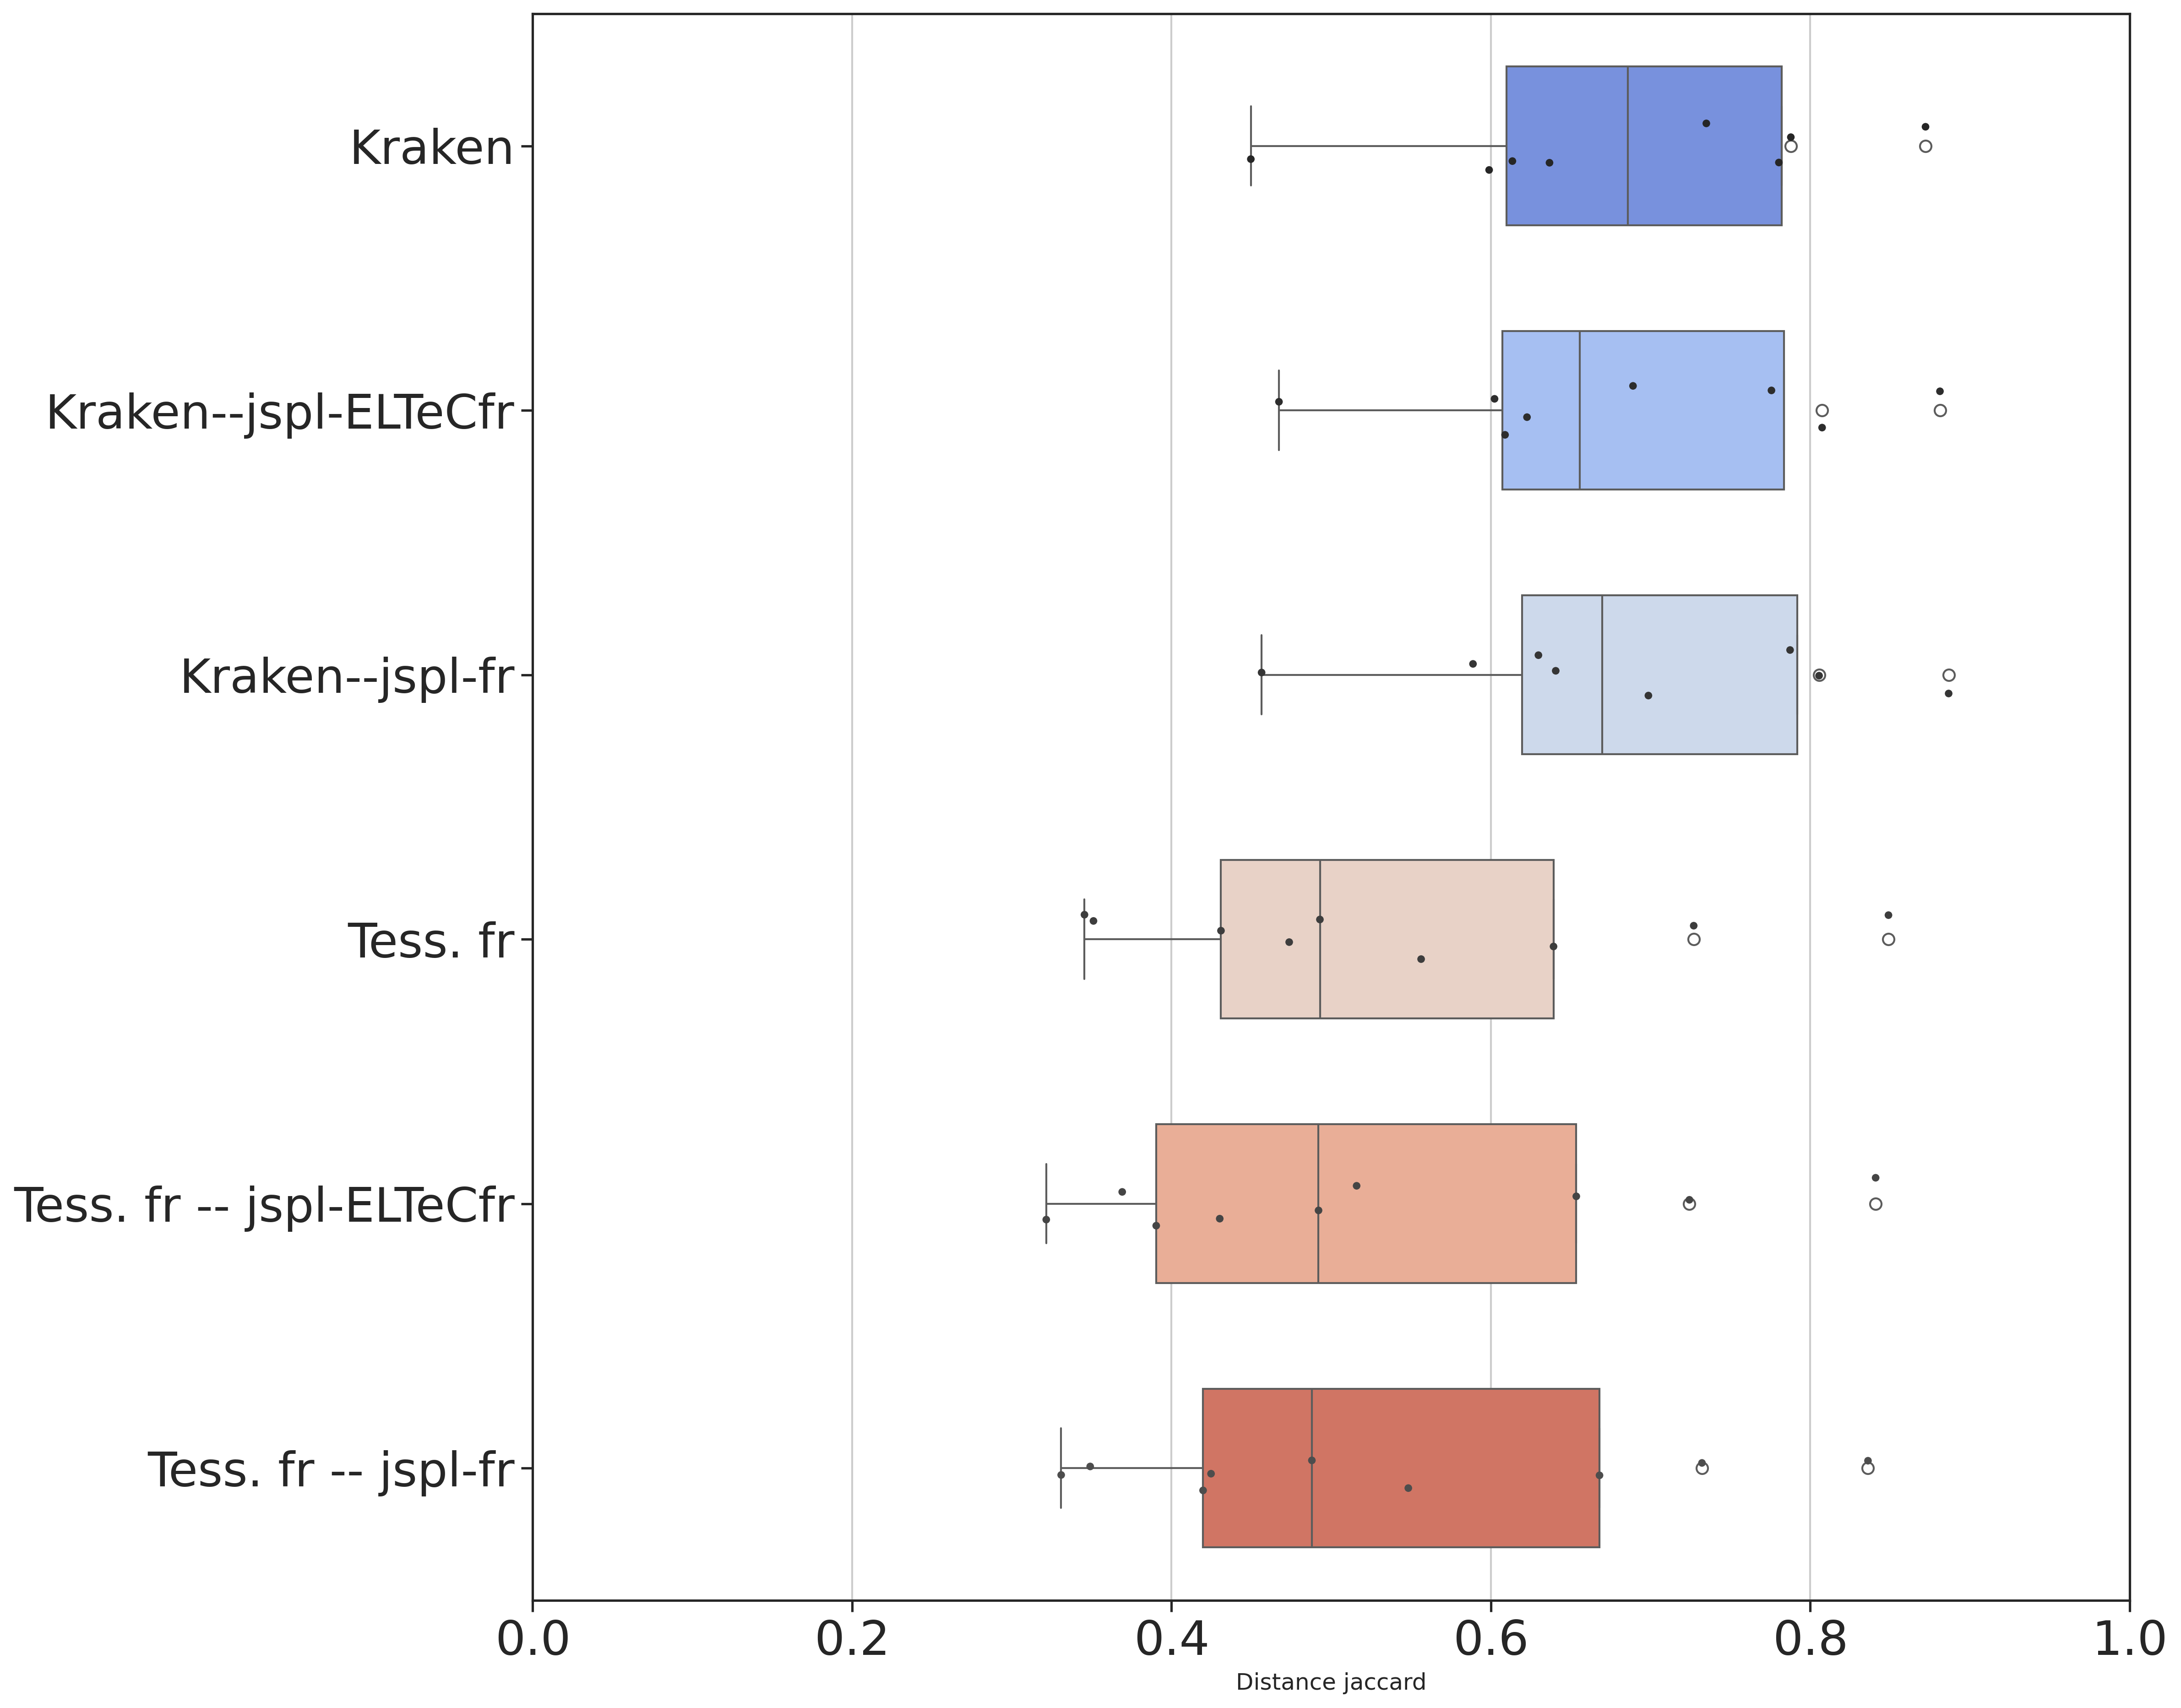 Kraken
Kraken--jspl-ELTeCfr
Kraken--jspl-fr
Tess. fr
Tess. fr -- jspl-ELTeCfr
Tess. fr -- jspl-fr
0.0 0.2 0.4 0.6 0.8 1.0
Distance jaccard